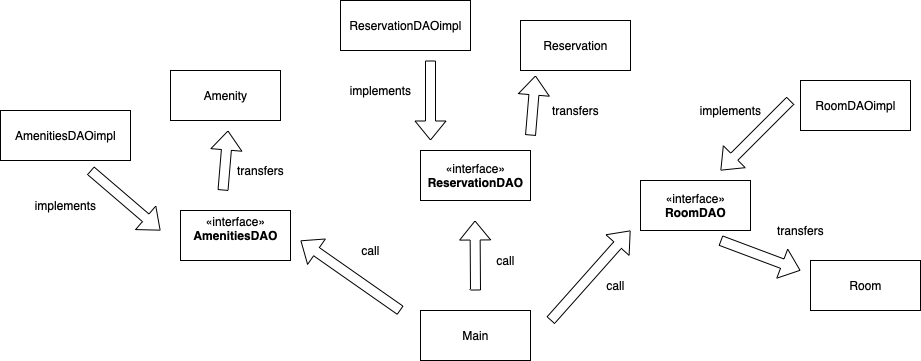 ReservationDAOimpl
Reservation
implements
Amenity
transfers
implements
RoomDAOimpl
AmenitiesDAOimpl
transfers
«interface»
ReservationDAO
implements
«interface»
RoomDAO
«interface»
AmenitiesDAO
transfers
call
call
call
Room
Main